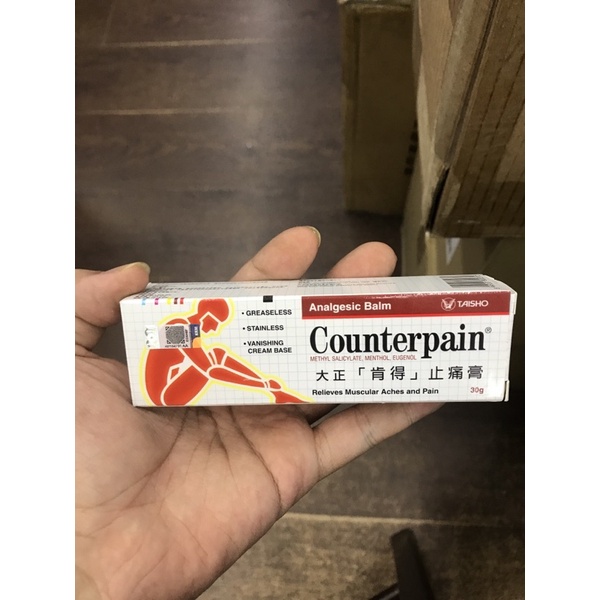 • GREASELESS
• STAINLESS
• VANISHING
CREAM BASE
Analgesic Balm
TAISHO
Counterpain®
METHYL SALICYLATE, MENTHOL, EUGENOL
大正「肯得」止痛膏
Relieves Muscular Aches and Pain
30g